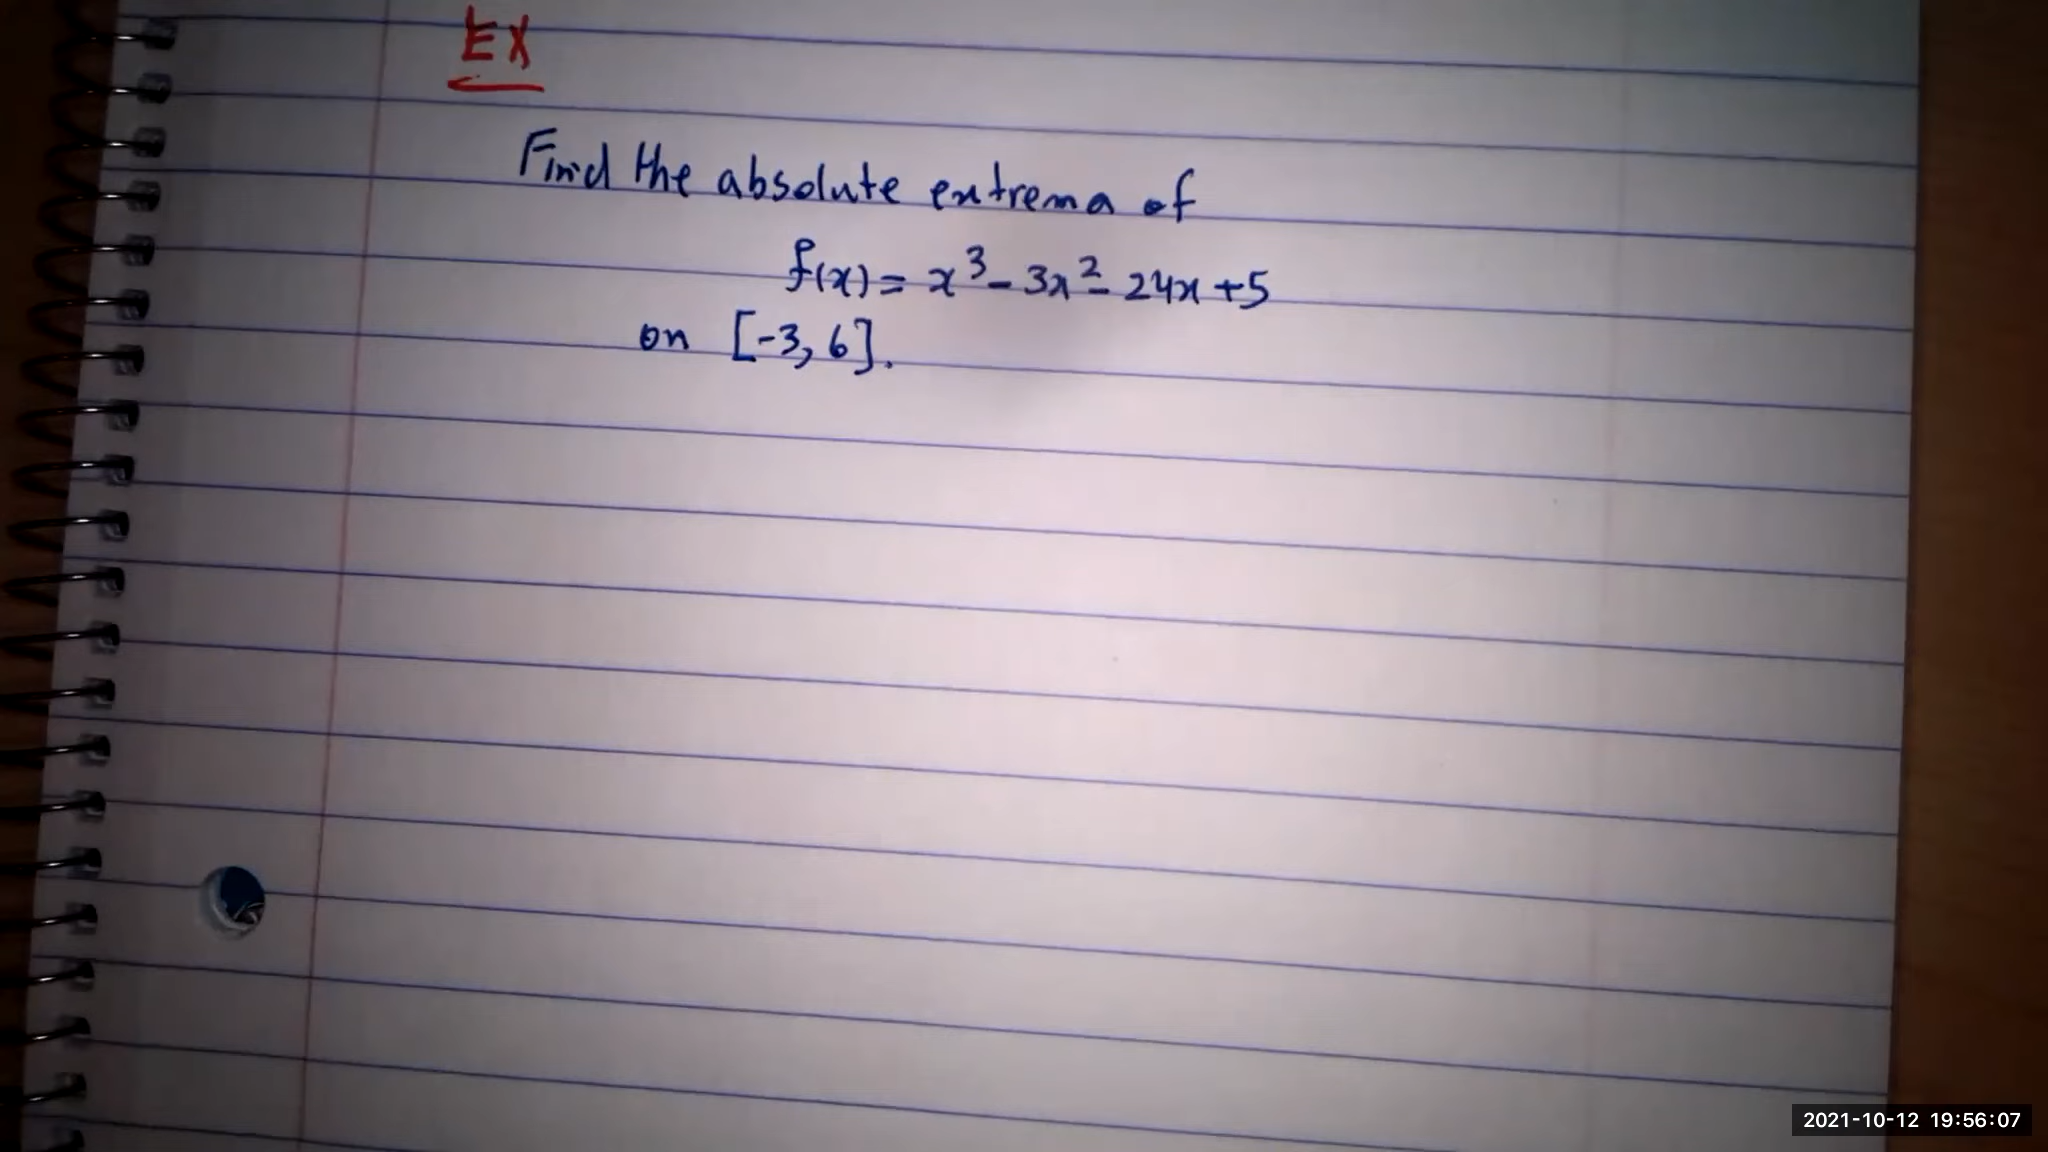 EX
Find the absolute extrema of
f(x) = x³ - 3x² - 24x + 5
on [-3, 6].
2021-10-12 19:56:07